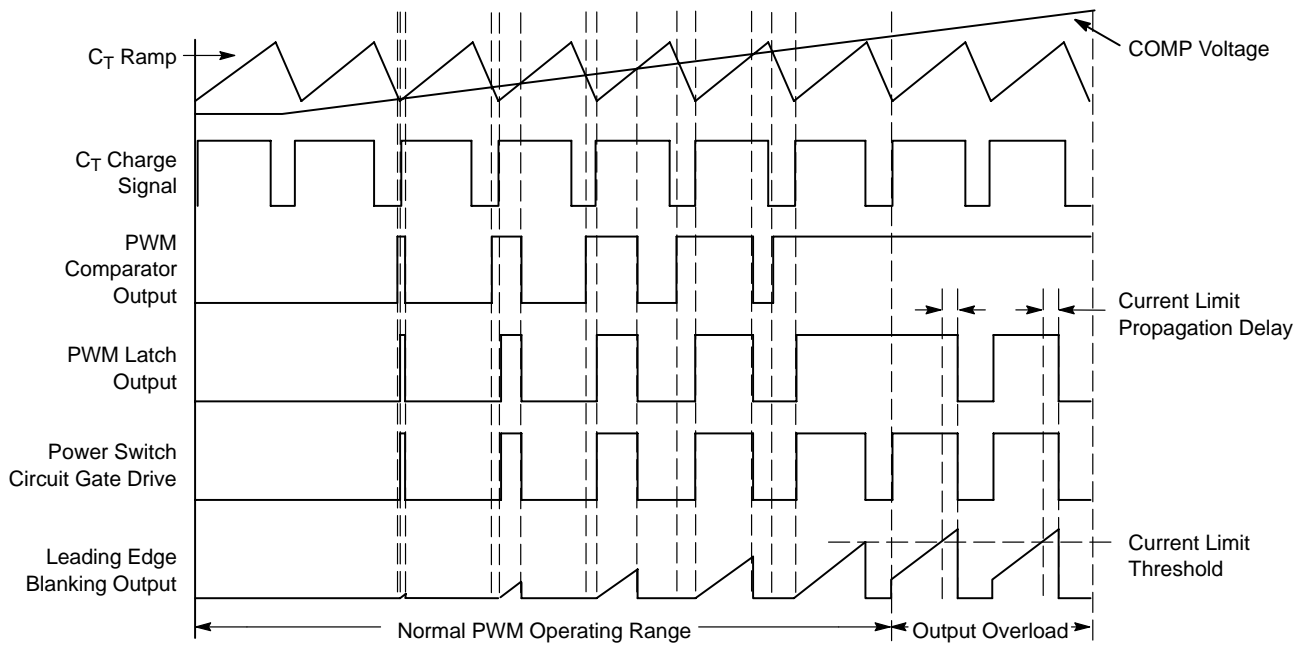 C_T Ramp
COMP Voltage
C_T Charge
Signal
PWM
Comparator
Output
Current Limit
Propagation Delay
PWM Latch
Output
Power Switch
Circuit Gate Drive
Leading Edge
Blanking Output
Current Limit
Threshold
Normal PWM Operating Range
Output Overload